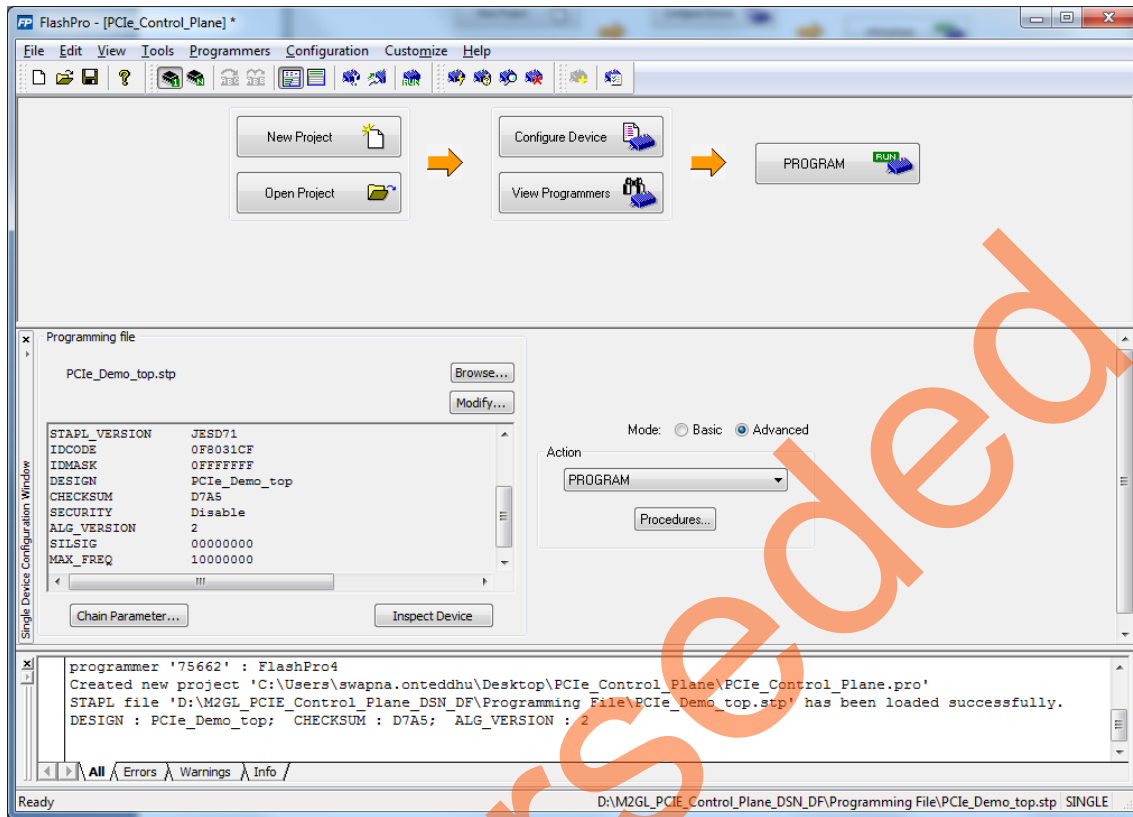 FP FlashPro - [PCIe_Control_Plane] *
File Edit View Tools Programmers Configuration Customize Help
RUN
New Project
Open Project
Configure Device
View Programmers
PROGRAM RUN
Programming file
PCIe_Demo_top.stp
Browse...
Modify...
STAPL_VERSION JESD71
IDCODE 0F8031CF
IDMASK 0FFFFFFF
DESIGN PCIe_Demo_top
CHECKSUM D7A5
SECURITY Disable
ALG_VERSION 2
SILSIG 00000000
MAX_FREQ 10000000
Chain Parameter...
Inspect Device
Mode: Basic Advanced
Action
PROGRAM
Procedures...
Single Device Configuration Window
programmer '75662' : FlashPro4
Created new project 'C:\Users\swapna.onteddhu\Desktop\PCIe_Control_Plane\PCIe_Control_Plane.pro'
STAPL file 'D:\M2GL_PCIE_Control_Plane_DSN_DF\Programming File\PCIe_Demo_top.stp' has been loaded successfully.
DESIGN : PCIe_Demo_top; CHECKSUM : D7A5; ALG_VERSION : 2
All Errors Warnings Info
Ready
D:\M2GL_PCIE_Control_Plane_DSN_DF\Programming File\PCIe_Demo_top.stp SINGLE
rseded